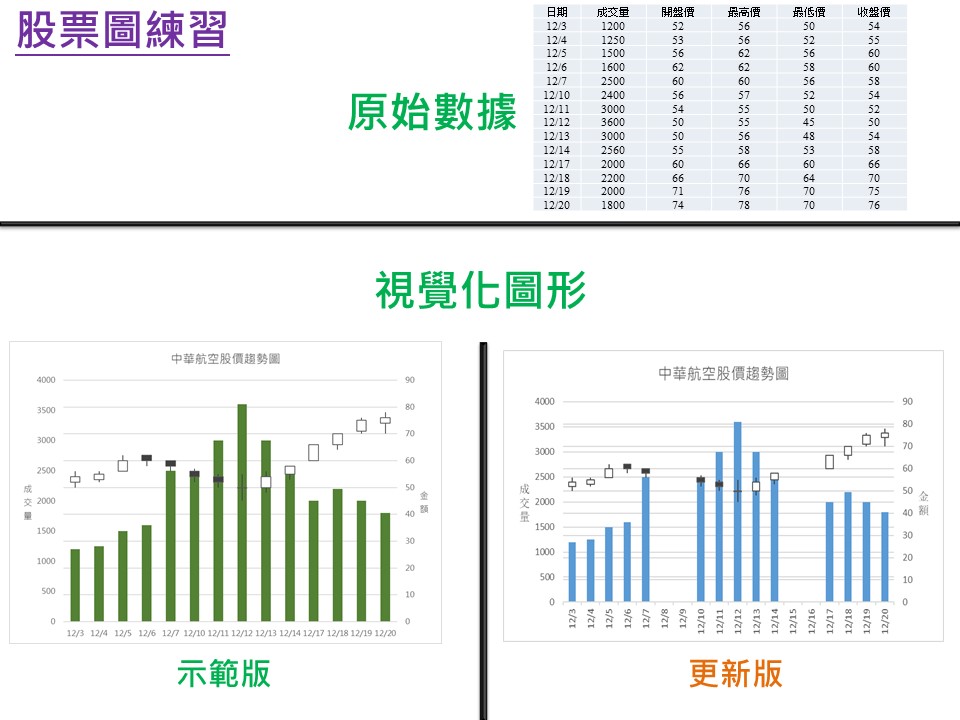 股票圖練習
原始數據
日期 成交量 開盤價 最高價 最低價 收盤價
12/3 1200 52 56 50 54
12/4 1250 53 56 52 55
12/5 1500 56 62 56 60
12/6 1600 62 62 58 60
12/7 2500 60 60 56 58
12/10 2400 56 57 52 54
12/11 3000 54 55 50 52
12/12 3600 50 55 45 50
12/13 3000 50 56 48 54
12/14 2560 55 58 53 58
12/17 2000 60 66 60 66
12/18 2200 66 70 64 70
12/19 2000 71 76 70 75
12/20 1800 74 78 70 76
視覺化圖形
中華航空股價趨勢圖
4000 90
3500 80
3000 70
2500 60
2000 50
1500 40
1000 30
500 20
0 10
0
成交量
金額
12/3 12/4 12/5 12/6 12/7 12/10 12/11 12/12 12/13 12/14 12/17 12/18 12/19 12/20
示範版
中華航空股價趨勢圖
4000 90
3500 80
3000 70
2500 60
2000 50
1500 40
1000 30
500 20
0 10
0
成交量
金額
12/3 12/4 12/5 12/6 12/7 12/8 12/9 12/10 12/11 12/12 12/13 12/14 12/15 12/16 12/17 12/18 12/19 12/20
更新版